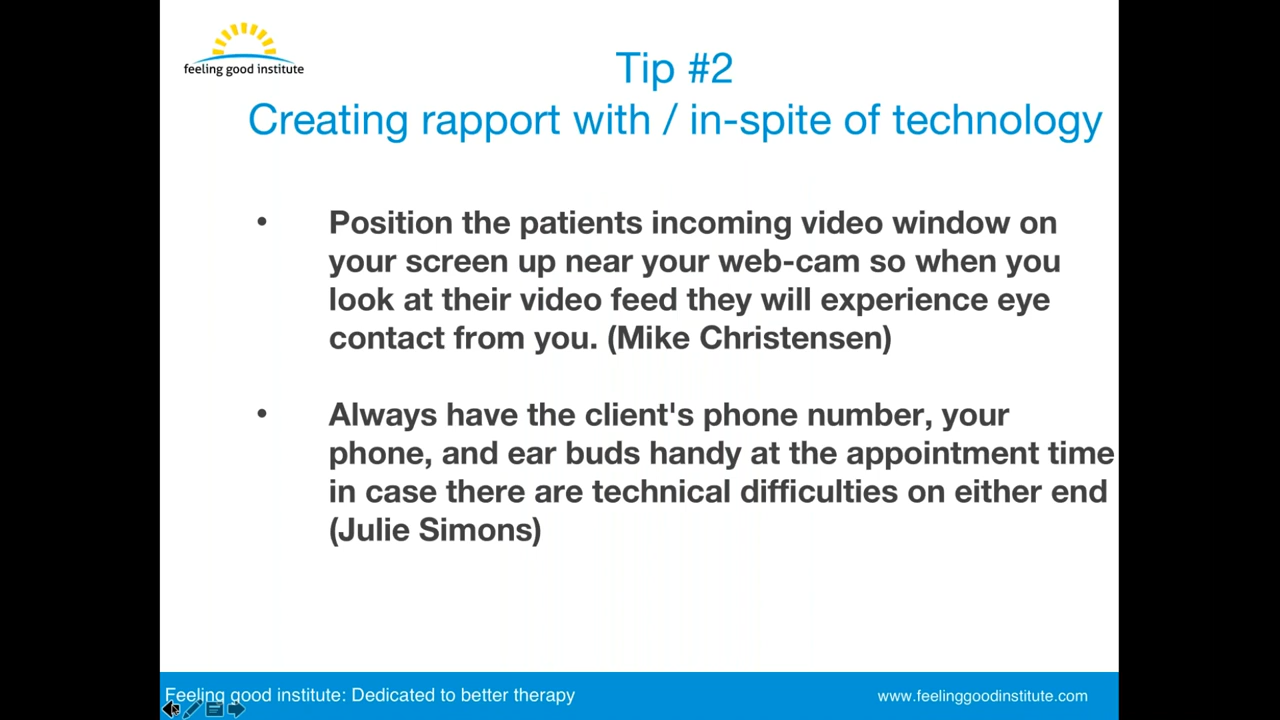 feeling good institute
Tip #2
Creating rapport with / in-spite of technology
• Position the patients incoming video window on
your screen up near your web-cam so when you
look at their video feed they will experience eye
contact from you. (Mike Christensen)
• Always have the client's phone number, your
phone, and ear buds handy at the appointment time
in case there are technical difficulties on either end
(Julie Simons)
Feeling good institute: Dedicated to better therapy
www.feelinggoodinstitute.com